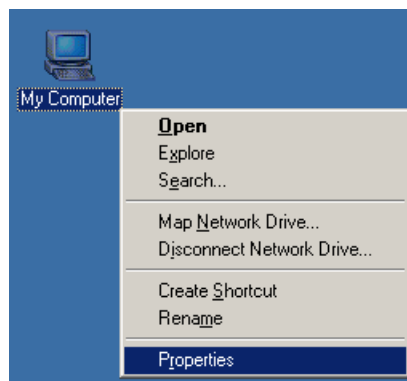 My Computer
Open
Explore
Search...
Map Network Drive...
Disconnect Network Drive...
Create Shortcut
Rename
Properties